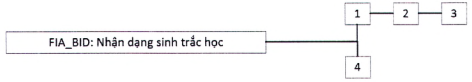 1 2 3
FIA_BID: Nhận dạng sinh trắc học
4